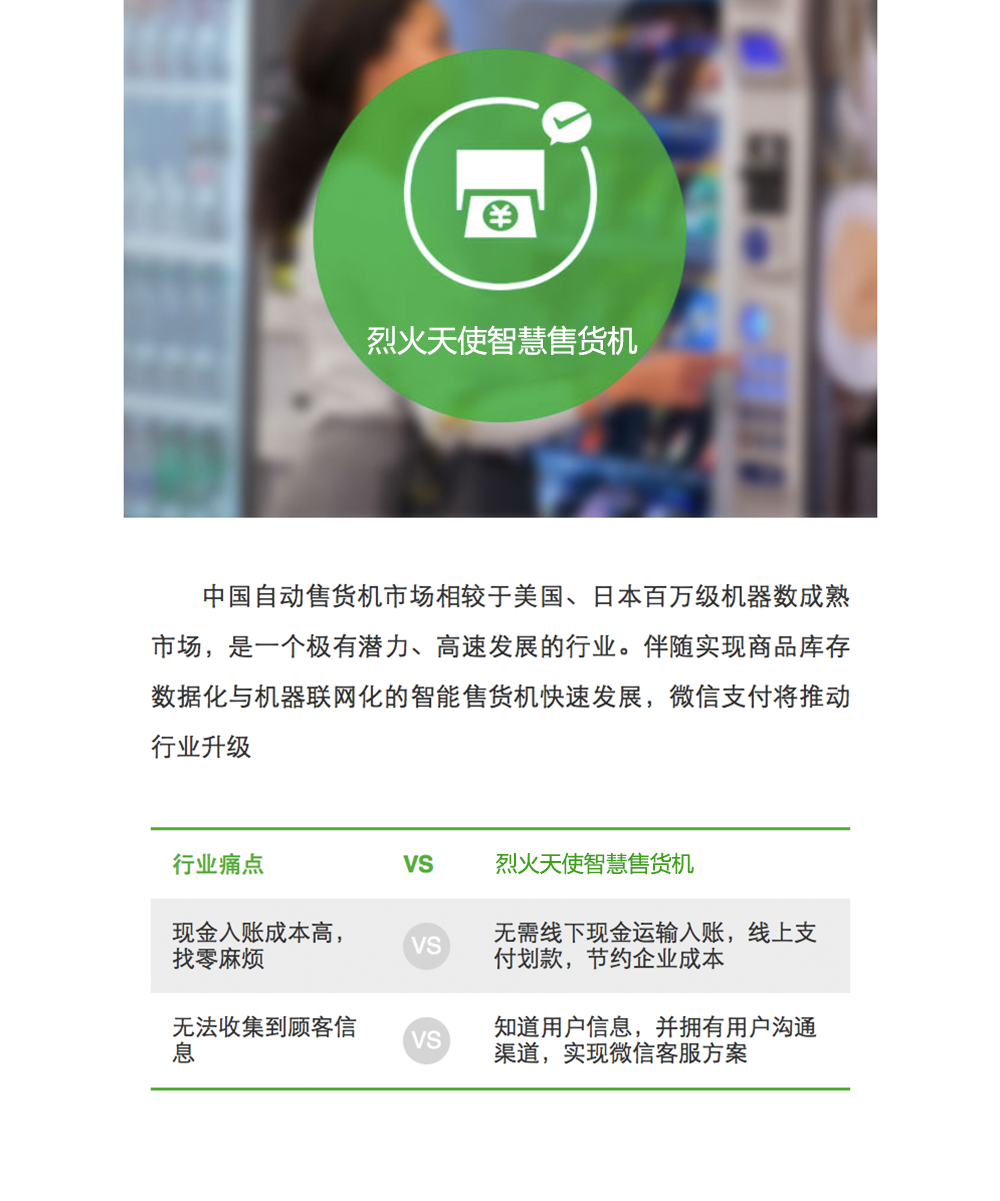 烈火天使智慧售货机
中国自动售货机市场相较于美国、日本百万级机器数成熟
市场，是一个极有潜力、高速发展的行业。伴随实现商品库存
数据化与机器联网化的智能售货机快速发展，微信支付将推动
行业升级
行业痛点 VS 烈火天使智慧售货机
现金入账成本高，
找零麻烦
VS
无需线下现金运输入账，线上支
付划款，节约企业成本
无法收集到顾客信
息
VS
知道用户信息，并拥有用户沟通
渠道，实现微信客服方案